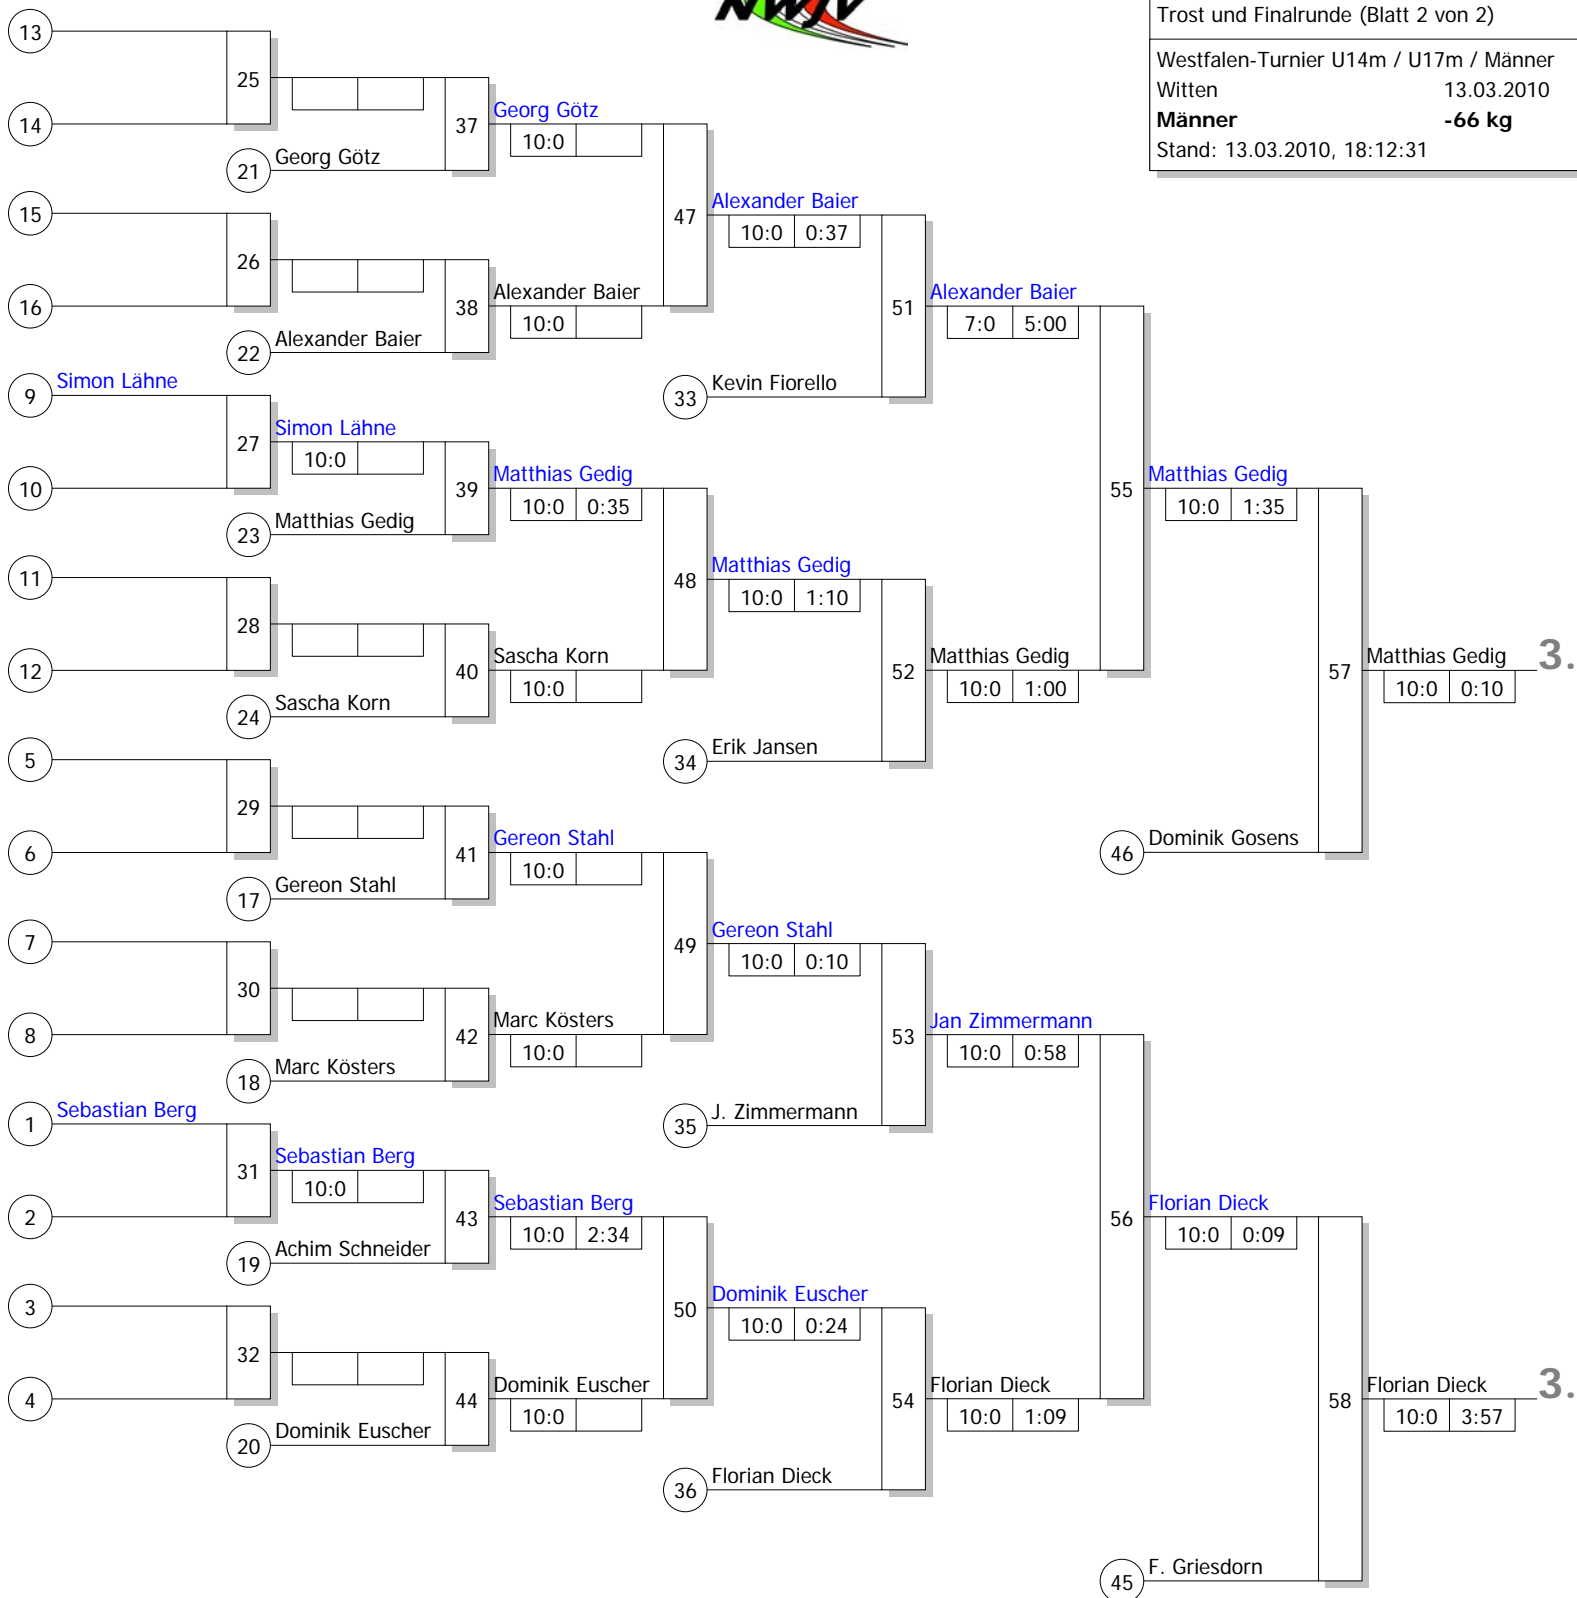 NWJV
Trost und Finalrunde (Blatt 2 von 2)
Westfalen-Turnier U14m / U17m / Männer
Witten 13.03.2010
Männer -66 kg
Stand: 13.03.2010, 18:12:31
13
25
14
37
Georg Götz
10:0
21 Georg Götz
15
47
Alexander Baier
10:0 0:37
26
16
38
Alexander Baier
10:0
51
Alexander Baier
7:0 5:00
22 Alexander Baier
9 Simon Lähne
33 Kevin Fiorello
27
Simon Lähne
10:0
10
39
Matthias Gedig
10:0 0:35
55
Matthias Gedig
10:0 1:35
23 Matthias Gedig
11
48
Matthias Gedig
10:0 1:10
28
12
40
Sascha Korn
10:0
52
Matthias Gedig
10:0 1:00
57
Matthias Gedig
10:0 0:10
3.
24 Sascha Korn
5
34 Erik Jansen
29
6
41
Gereon Stahl
10:0
46 Dominik Gosens
17 Gereon Stahl
7
49
Gereon Stahl
10:0 0:10
30
8
42
Marc Kösters
10:0
53
Jan Zimmermann
10:0 0:58
18 Marc Kösters
1 Sebastian Berg
35 J. Zimmermann
31
Sebastian Berg
10:0
2
43
Sebastian Berg
10:0 2:34
56
Florian Dieck
10:0 0:09
19 Achim Schneider
3
50
Dominik Euscher
10:0 0:24
32
4
44
Dominik Euscher
10:0
54
Florian Dieck
10:0 1:09
58
Florian Dieck
10:0 3:57
3.
20 Dominik Euscher
36 Florian Dieck
45 F. Griesdorn